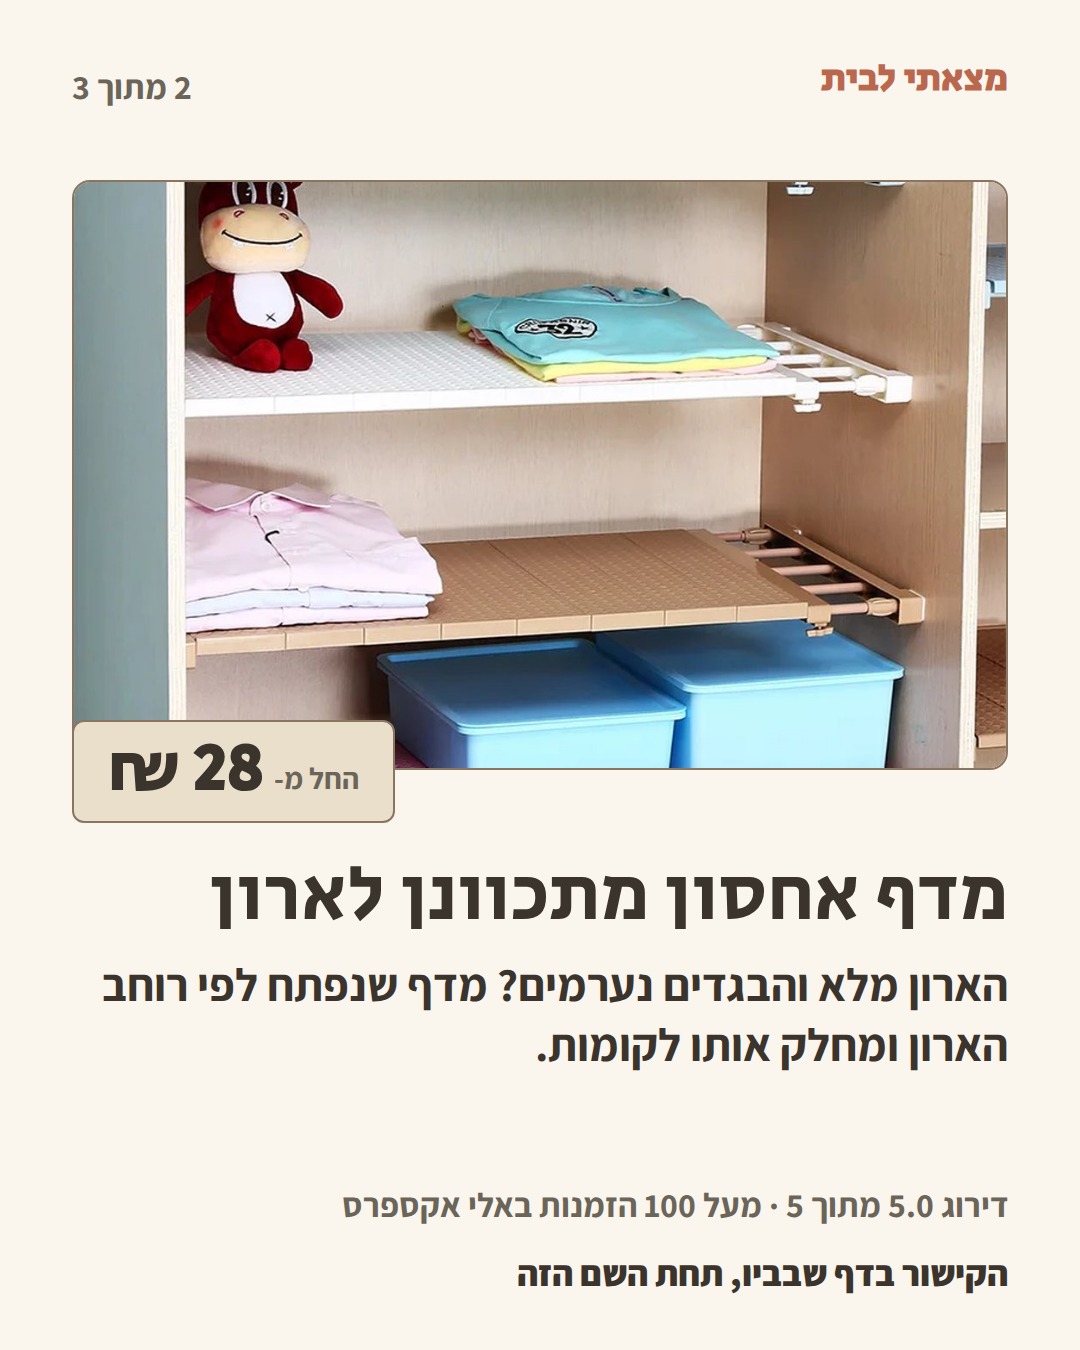 מצאתי לבית
2 מתוך 3
החל מ- 28 ₪
מדף אחסון מתכוונן לארון
הארון מלא והבגדים נערמים? מדף שנפתח לפי רוחב
הארון ומחלק אותו לקומות.
דירוג 5.0 מתוך 5 · מעל 100 הזמנות באלי אקספרס
הקישור בדף שבביו, תחת השם הזה